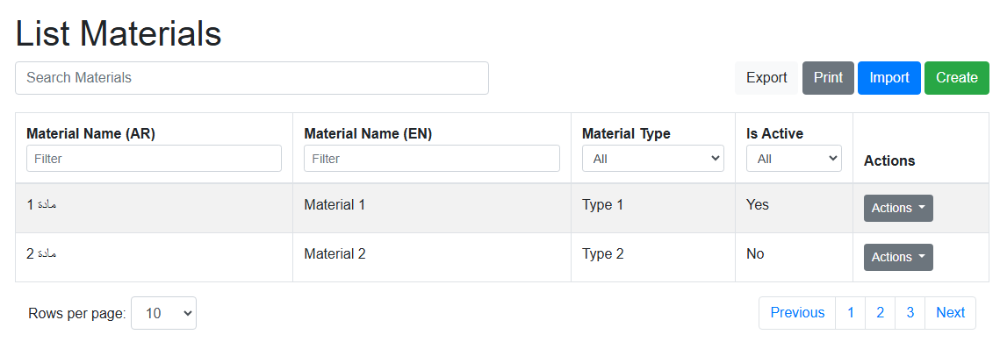 List Materials
Search Materials Export Print Import Create
Material Name (AR) Material Name (EN) Material Type Is Active
Filter Filter All All Actions
مادة 1 Material 1 Type 1 Yes Actions
مادة 2 Material 2 Type 2 No Actions
Rows per page: 10 Previous 1 2 3 Next